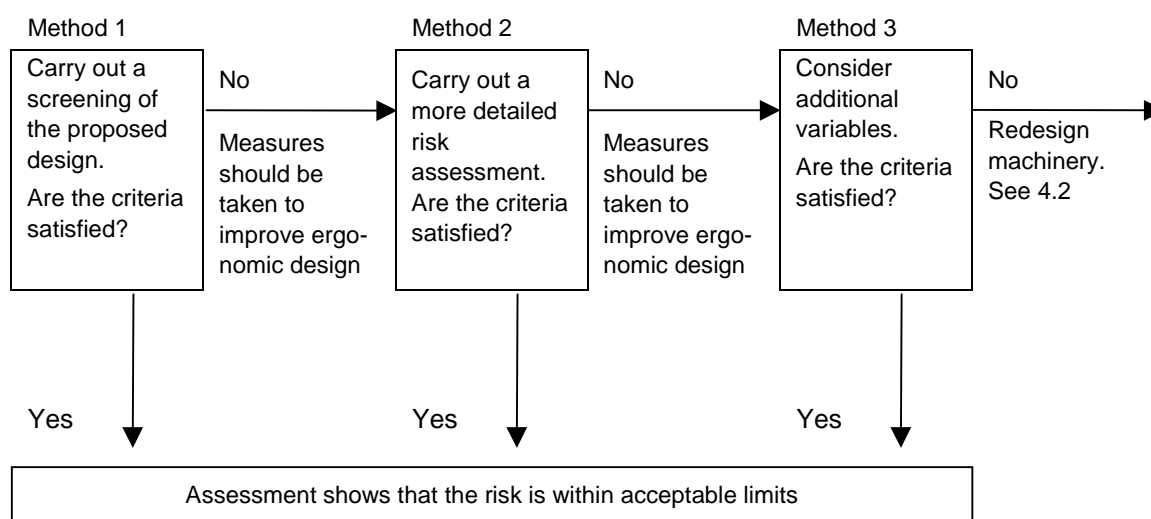 Method 1
Carry out a
screening of
the proposed
design.
Are the criteria
satisfied?
No
Measures
should be
taken to
improve ergo-
nomic design
Method 2
Carry out a
more detailed
risk
assessment.
Are the criteria
satisfied?
No
Measures
should be
taken to
improve ergo-
nomic design
Method 3
Consider
additional
variables.
Are the criteria
satisfied?
No
Redesign
machinery.
See 4.2
Yes
Yes
Yes
Assessment shows that the risk is within acceptable limits